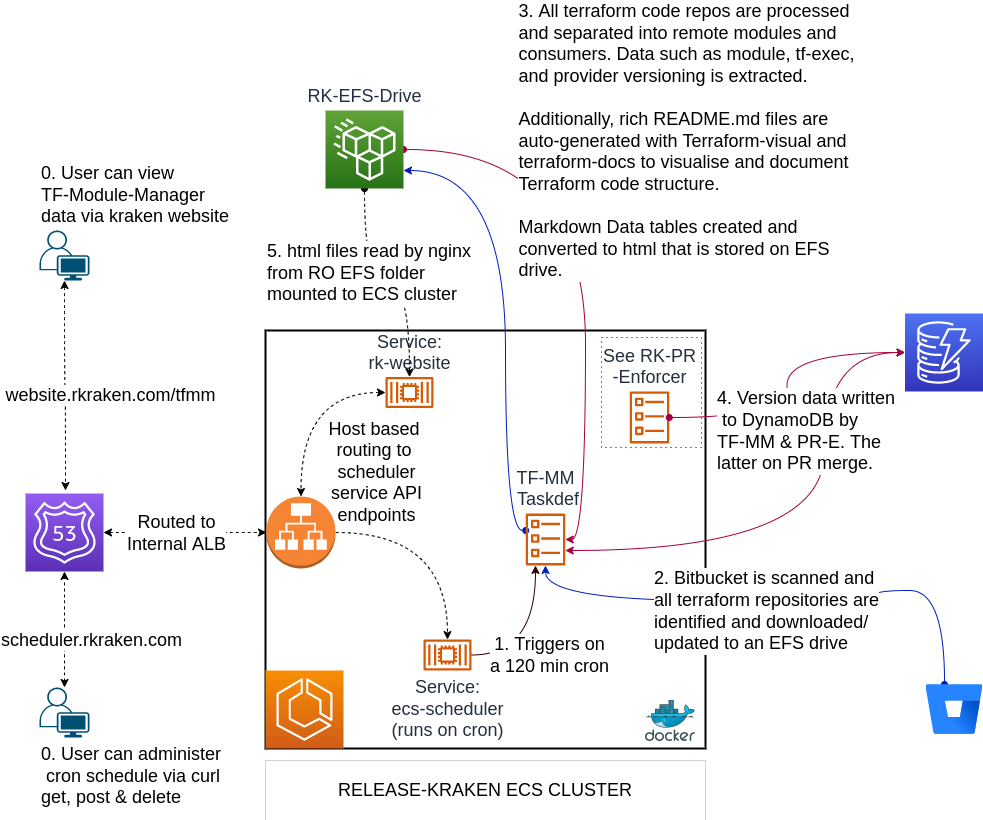 3. All terraform code repos are processed
and separated into remote modules and
consumers. Data such as module, tf-exec,
and provider versioning is extracted.
Additionally, rich README.md files are
auto-generated with Terraform-visual and
terraform-docs to visualise and document
Terraform code structure.
Markdown Data tables created and
converted to html that is stored on EFS
drive.
RK-EFS-Drive
0. User can view
TF-Module-Manager
data via kraken website
5. html files read by nginx
from RO EFS folder
mounted to ECS cluster
Service:
rk-website
See RK-PR
-Enforcer
website.rkraken.com/tfmm
4. Version data written
to DynamoDB by
TF-MM & PR-E. The
latter on PR merge.
Host based
routing to
scheduler
service API
endpoints
TF-MM
Taskdef
53
Routed to
Internal ALB
2. Bitbucket is scanned and
all terraform repositories are
identified and downloaded/
updated to an EFS drive
scheduler.rkraken.com
1. Triggers on
a 120 min cron
Service:
ecs-scheduler
(runs on cron)
docker
0. User can administer
cron schedule via curl
get, post & delete
RELEASE-KRAKEN ECS CLUSTER